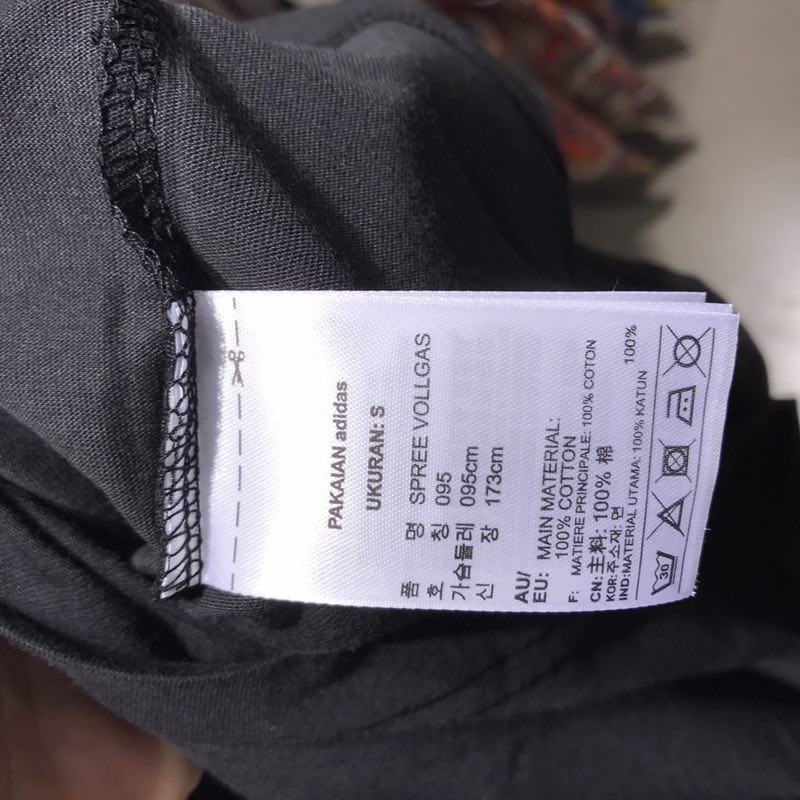 PAKAIAN adidas
UKURAN: S
품 명 SPREE VOLLGAS
호 칭 095
가슴둘레 095cm
신 장 173cm
AU/
EU: MAIN MATERIAL:
100% COTTON
F: MATIERE PRINCIPALE: 100% COTON
CN:主料: 100% 棉
KOR:주소재: 면 100%
IND:MATERIAL UTAMA: 100% KATUN
30